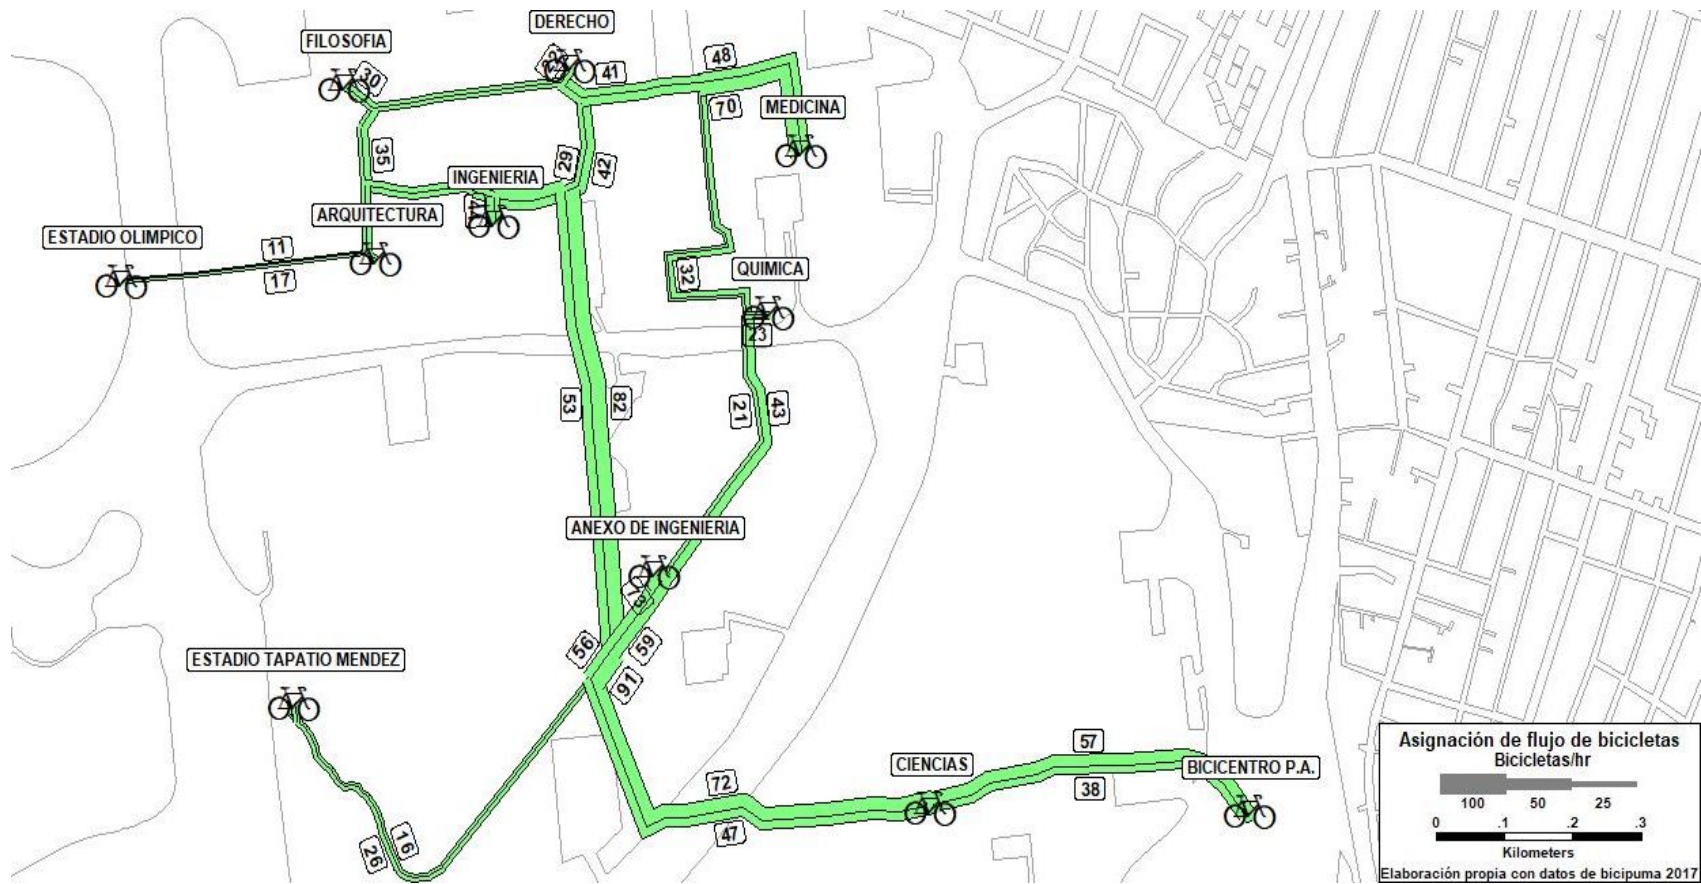 DERECHO
FILOSOFIA
30
41
48
70
MEDICINA
35
29
42
INGENIERIA
ARQUITECTURA
ESTADIO OLIMPICO
11
17
32
QUIMICA
23
53
82
21
43
ANEXO DE INGENIERIA
73
56
59
91
ESTADIO TAPATIO MENDEZ
16
26
72
47
CIENCIAS
57
38
BICICENTRO P.A.
Asignación de flujo de bicicletas
Bicicletas/hr
100 50 25
0 .1 .2 .3
Kilometers
Elaboración propia con datos de bicipuma 2017